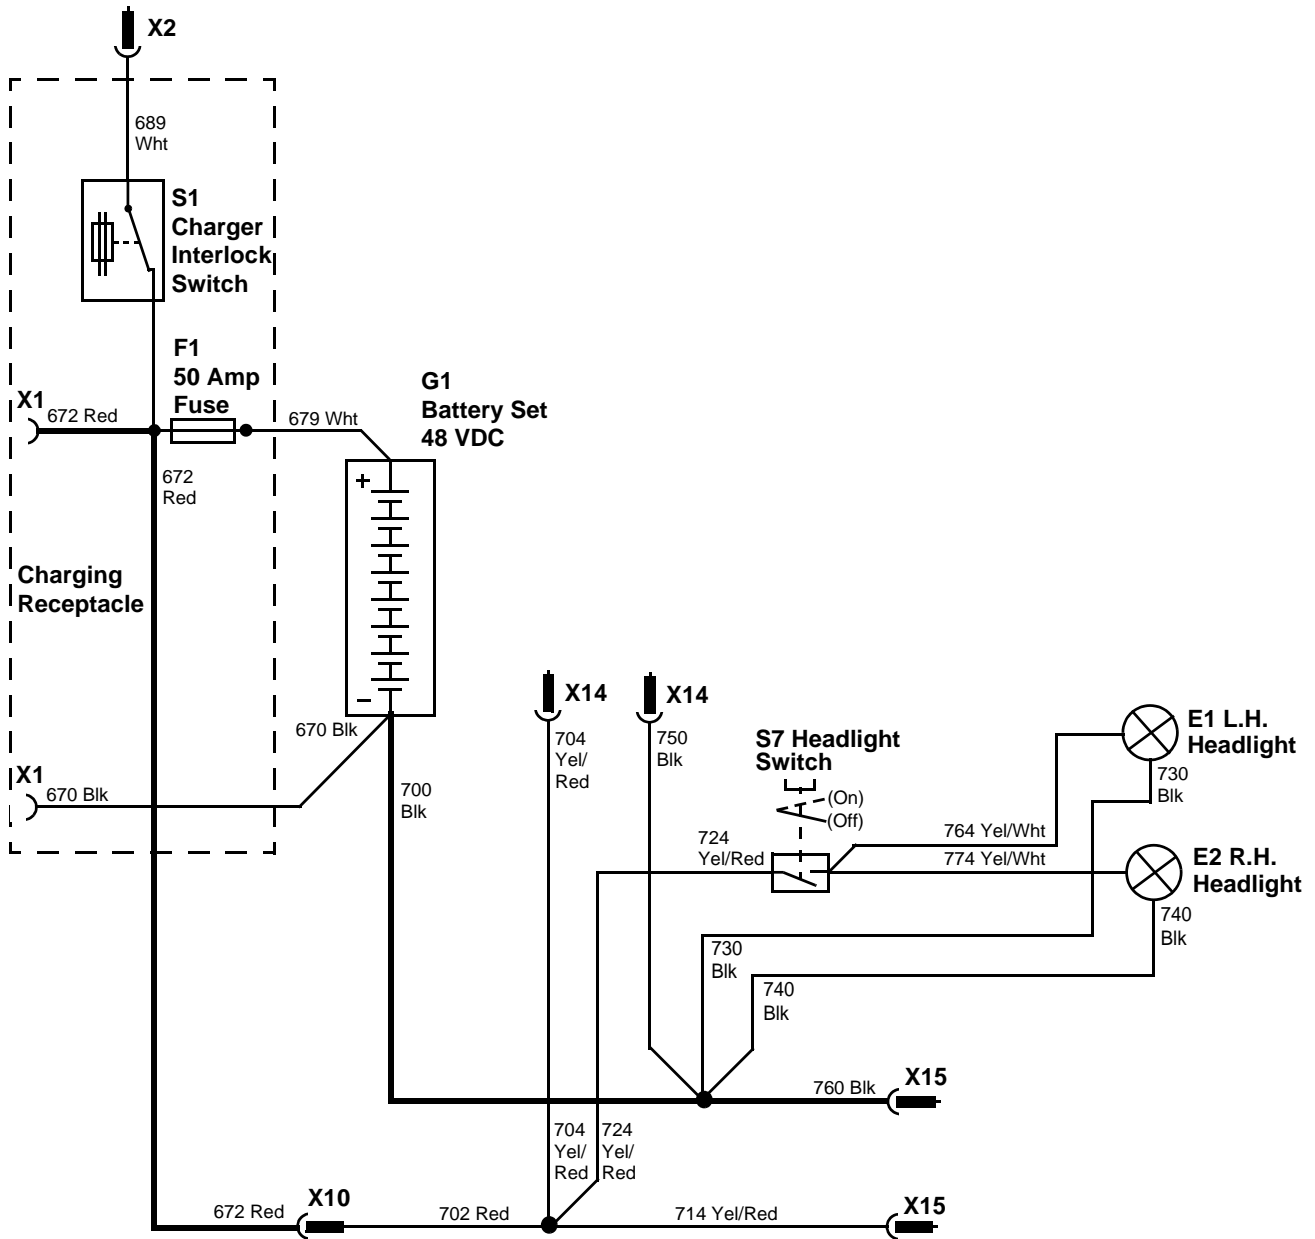 X2
689
Wht
S1
Charger
Interlock
Switch
F1
50 Amp
Fuse
X1
672 Red
679 Wht
G1
Battery Set
48 VDC
+
672
Red
Charging
Receptacle
–
670 Blk
X1
670 Blk
700
Blk
X14
704
Yel/
Red
X14
750
Blk
S7 Headlight
Switch
(On)
(Off)
724
Yel/Red
764 Yel/Wht
774 Yel/Wht
E1 L.H.
Headlight
730
Blk
E2 R.H.
Headlight
740
Blk
730
Blk
740
Blk
760 Blk
X15
704
Yel/
Red
724
Yel/
Red
672 Red
X10
702 Red
714 Yel/Red
X15